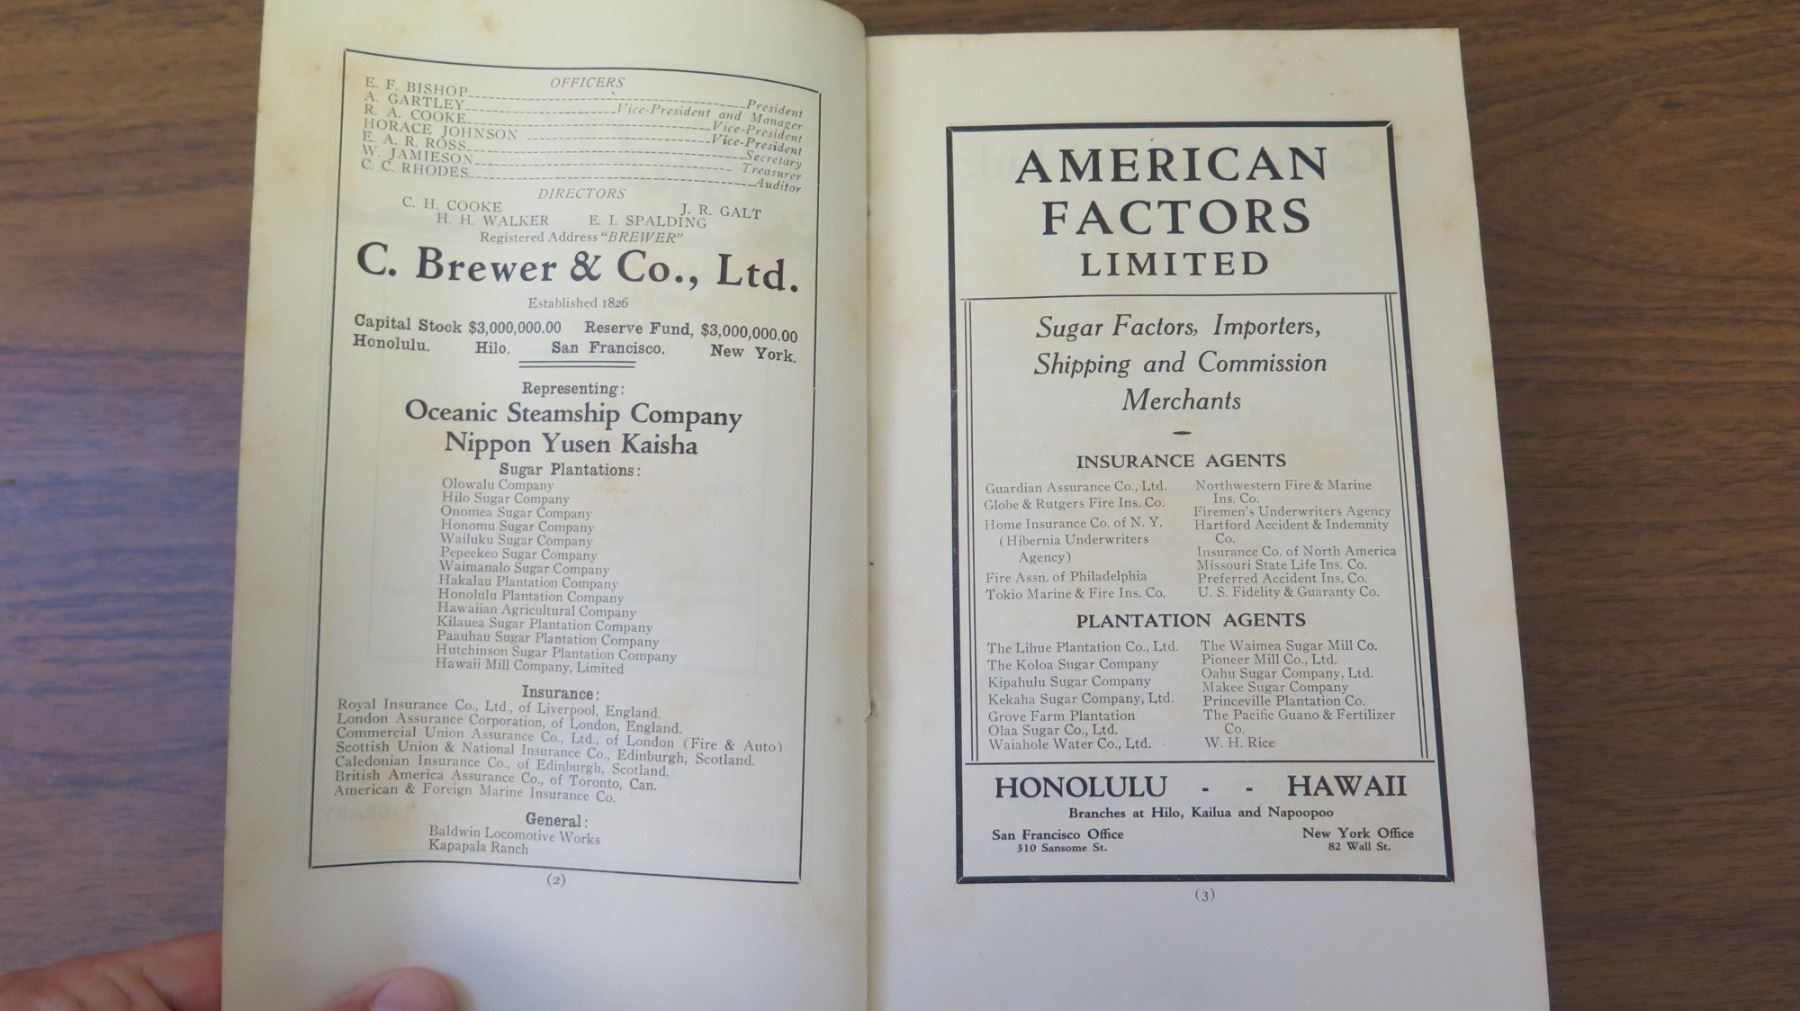 OFFICERS
E. F. BISHOP President
A. GARTLEY Vice-President and Manager
R. A. COOKE Vice-President
HORACE JOHNSON Vice-President
E. A. R. ROSS Secretary
W. JAMIESON Treasurer
C. C. RHODES Auditor
DIRECTORS
C. H. COOKE J. R. GALT
H. H. WALKER E. I. SPALDING
Registered Address "BREWER"
C. Brewer & Co., Ltd.
Established 1826
Capital Stock $3,000,000.00 Reserve Fund, $3,000,000.00
Honolulu. Hilo. San Francisco. New York.
Representing:
Oceanic Steamship Company
Nippon Yusen Kaisha
Sugar Plantations:
Olowalu Company
Hilo Sugar Company
Onomea Sugar Company
Honomu Sugar Company
Wailuku Sugar Company
Pepeekeo Sugar Company
Waimanalo Sugar Company
Hakalau Plantation Company
Honolulu Plantation Company
Hawaiian Agricultural Company
Kilauea Sugar Plantation Company
Paauhau Sugar Plantation Company
Hutchinson Sugar Plantation Company
Hawaii Mill Company, Limited
Insurance:
Royal Insurance Co., Ltd., of Liverpool, England.
London Assurance Corporation, of London, England.
Commercial Union Assurance Co., Ltd., of London (Fire & Auto)
Scottish Union & National Insurance Co., Edinburgh, Scotland.
Caledonian Insurance Co., of Edinburgh, Scotland.
British America Assurance Co., of Toronto, Can.
American & Foreign Marine Insurance Co.
General:
Baldwin Locomotive Works
Kapapala Ranch
(2)
AMERICAN
FACTORS
LIMITED
Sugar Factors, Importers,
Shipping and Commission
Merchants
INSURANCE AGENTS
Guardian Assurance Co., Ltd.
Globe & Rutgers Fire Ins. Co.
Home Insurance Co. of N. Y.
(Hibernia Underwriters
Agency)
Fire Assn. of Philadelphia
Tokio Marine & Fire Ins. Co.
Northwestern Fire & Marine
Ins. Co.
Firemen's Underwriters Agency
Hartford Accident & Indemnity
Co.
Insurance Co. of North America
Missouri State Life Ins. Co.
Preferred Accident Ins. Co.
U. S. Fidelity & Guaranty Co.
PLANTATION AGENTS
The Lihue Plantation Co., Ltd.
The Koloa Sugar Company
Kipahulu Sugar Company
Kekaha Sugar Company, Ltd.
Grove Farm Plantation
Olaa Sugar Co., Ltd.
Waiahole Water Co., Ltd.
The Waimea Sugar Mill Co.
Pioneer Mill Co., Ltd.
Oahu Sugar Company, Ltd.
Makee Sugar Company
Princeville Plantation Co.
The Pacific Guano & Fertilizer
Co.
W. H. Rice
HONOLULU - - HAWAII
Branches at Hilo, Kailua and Napoopoo
San Francisco Office New York Office
310 Sansome St. 82 Wall St.
(3)